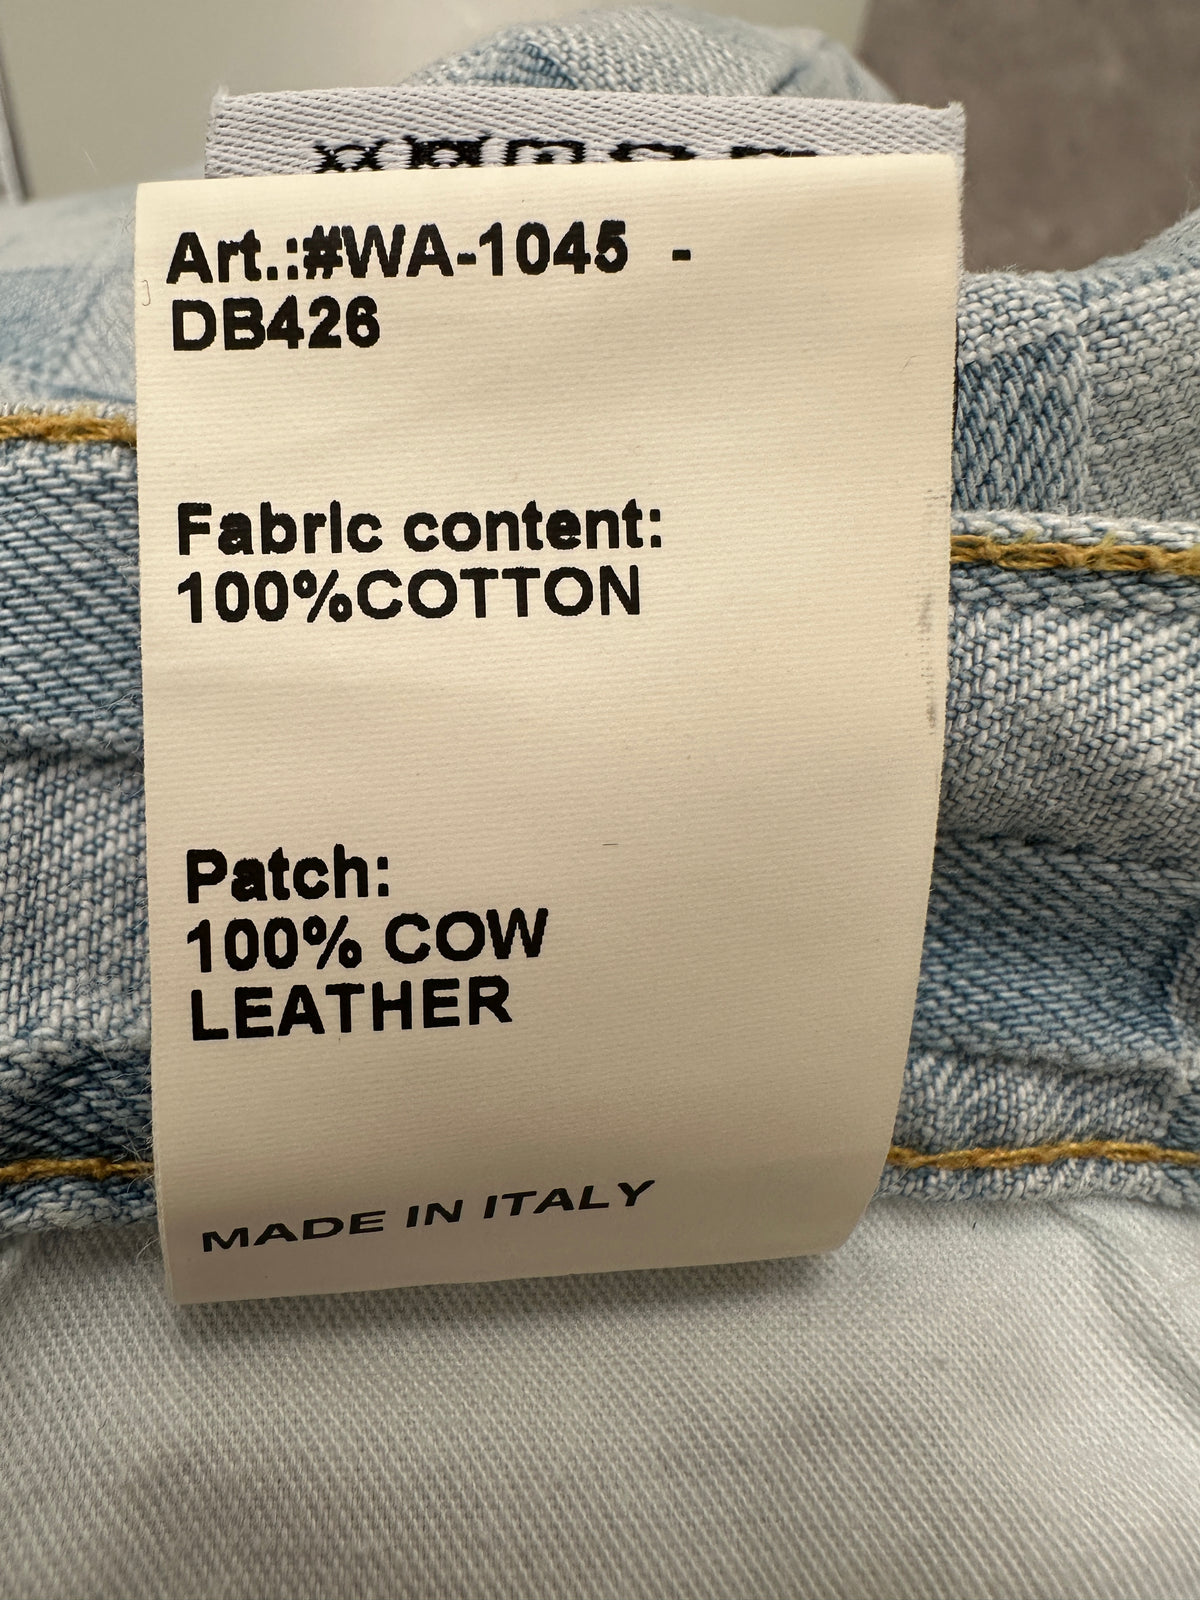 Art.:#WA-1045 -
DB426
Fabric content:
100%COTTON
Patch:
100% COW
LEATHER
MADE IN ITALY